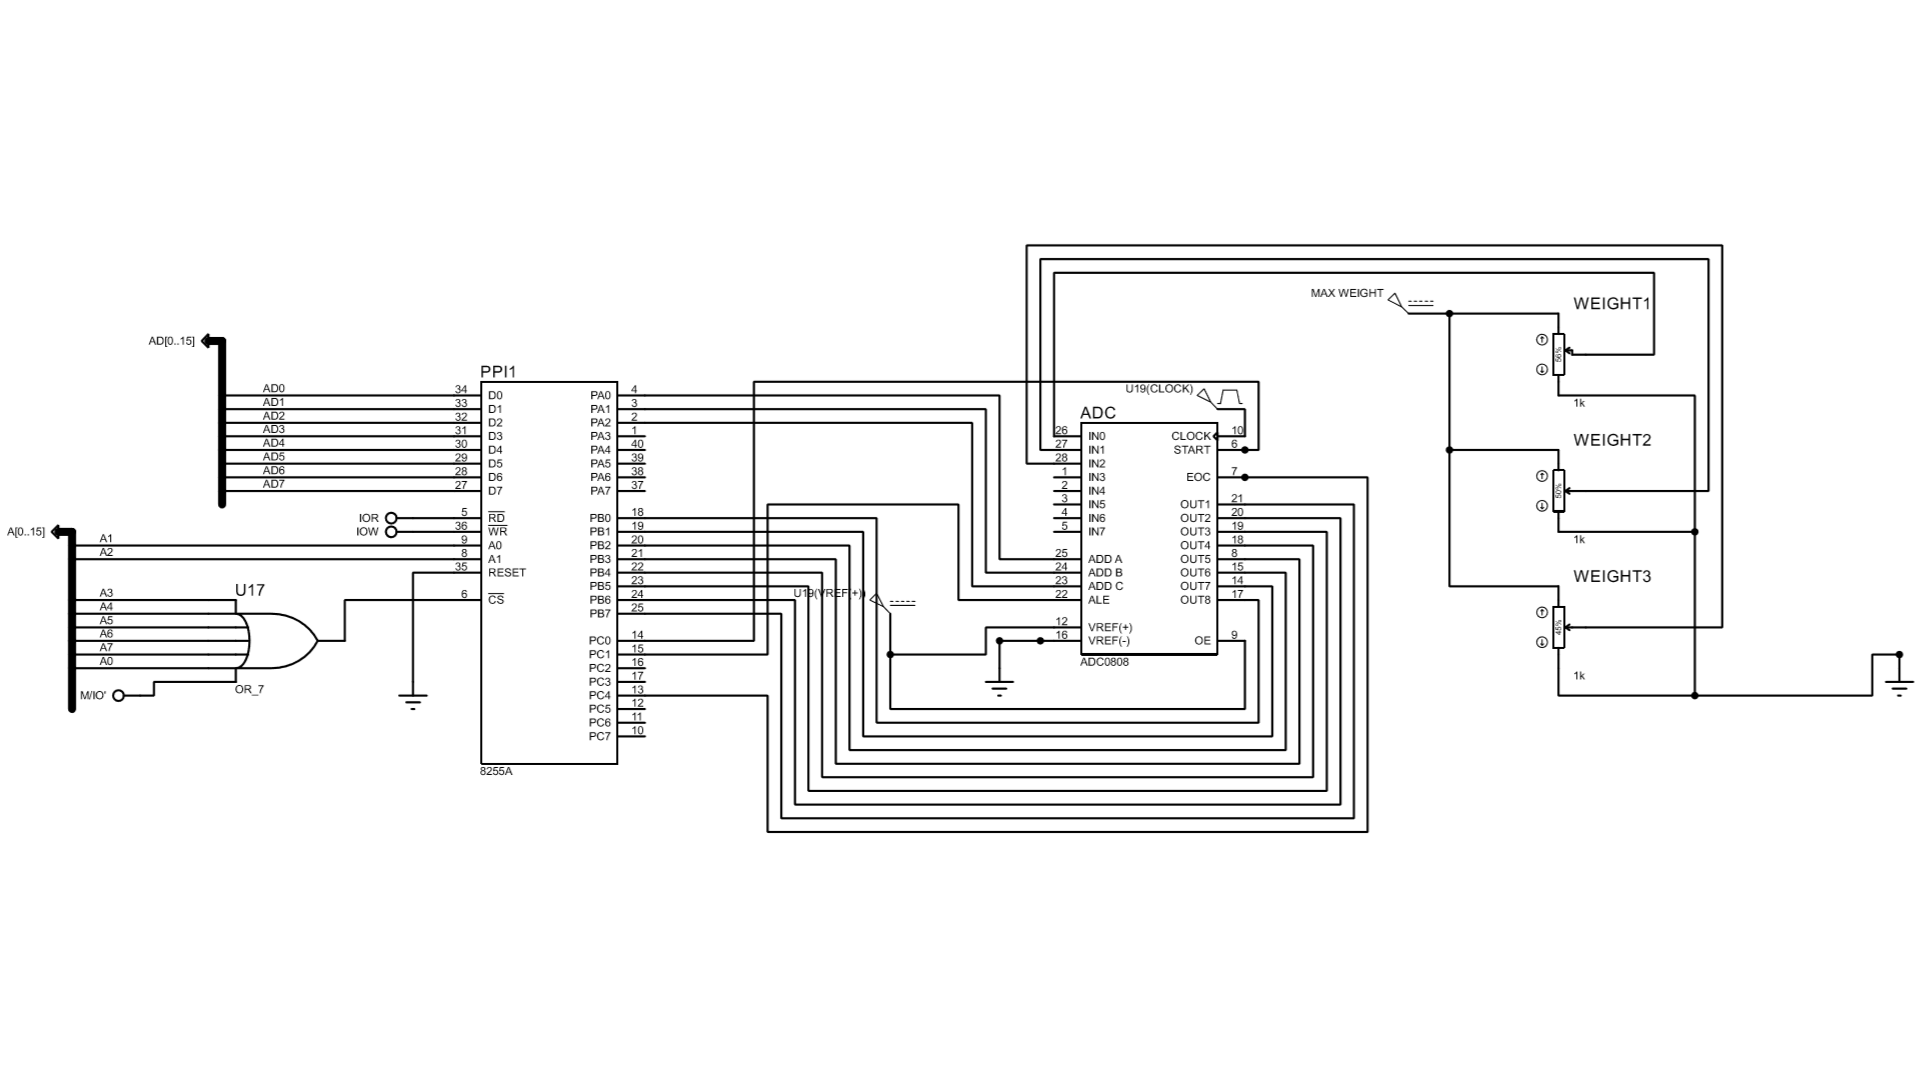 AD[0..15]
AD0
AD1
AD2
AD3
AD4
AD5
AD6
AD7
IOR
IOW
A[0..15]
A1
A2
A3
A4
A5
A6
A7
A0
M/IO'
U17
OR_7
PPI1
34 D0
33 D1
32 D2
31 D3
30 D4
29 D5
28 D6
27 D7
5 RD
36 WR
9 A0
8 A1
35 RESET
6 CS
PA0 4
PA1 3
PA2 2
PA3 1
PA4 40
PA5 39
PA6 38
PA7 37
PB0 18
PB1 19
PB2 20
PB3 21
PB4 22
PB5 23
PB6 24
PB7 25
PC0 14
PC1 15
PC2 16
PC3 17
PC4 13
PC5 12
PC6 11
PC7 10
8255A
U19(VREF(+))
U19(CLOCK)
ADC
26 IN0
27 IN1
28 IN2
1 IN3
2 IN4
3 IN5
4 IN6
5 IN7
25 ADD A
24 ADD B
23 ADD C
22 ALE
12 VREF(+)
16 VREF(-)
CLOCK 10
START 6
EOC 7
OUT1 21
OUT2 20
OUT3 19
OUT4 18
OUT5 8
OUT6 15
OUT7 14
OUT8 17
OE 9
ADC0808
MAX WEIGHT
WEIGHT1
56%
1k
WEIGHT2
50%
1k
WEIGHT3
45%
1k